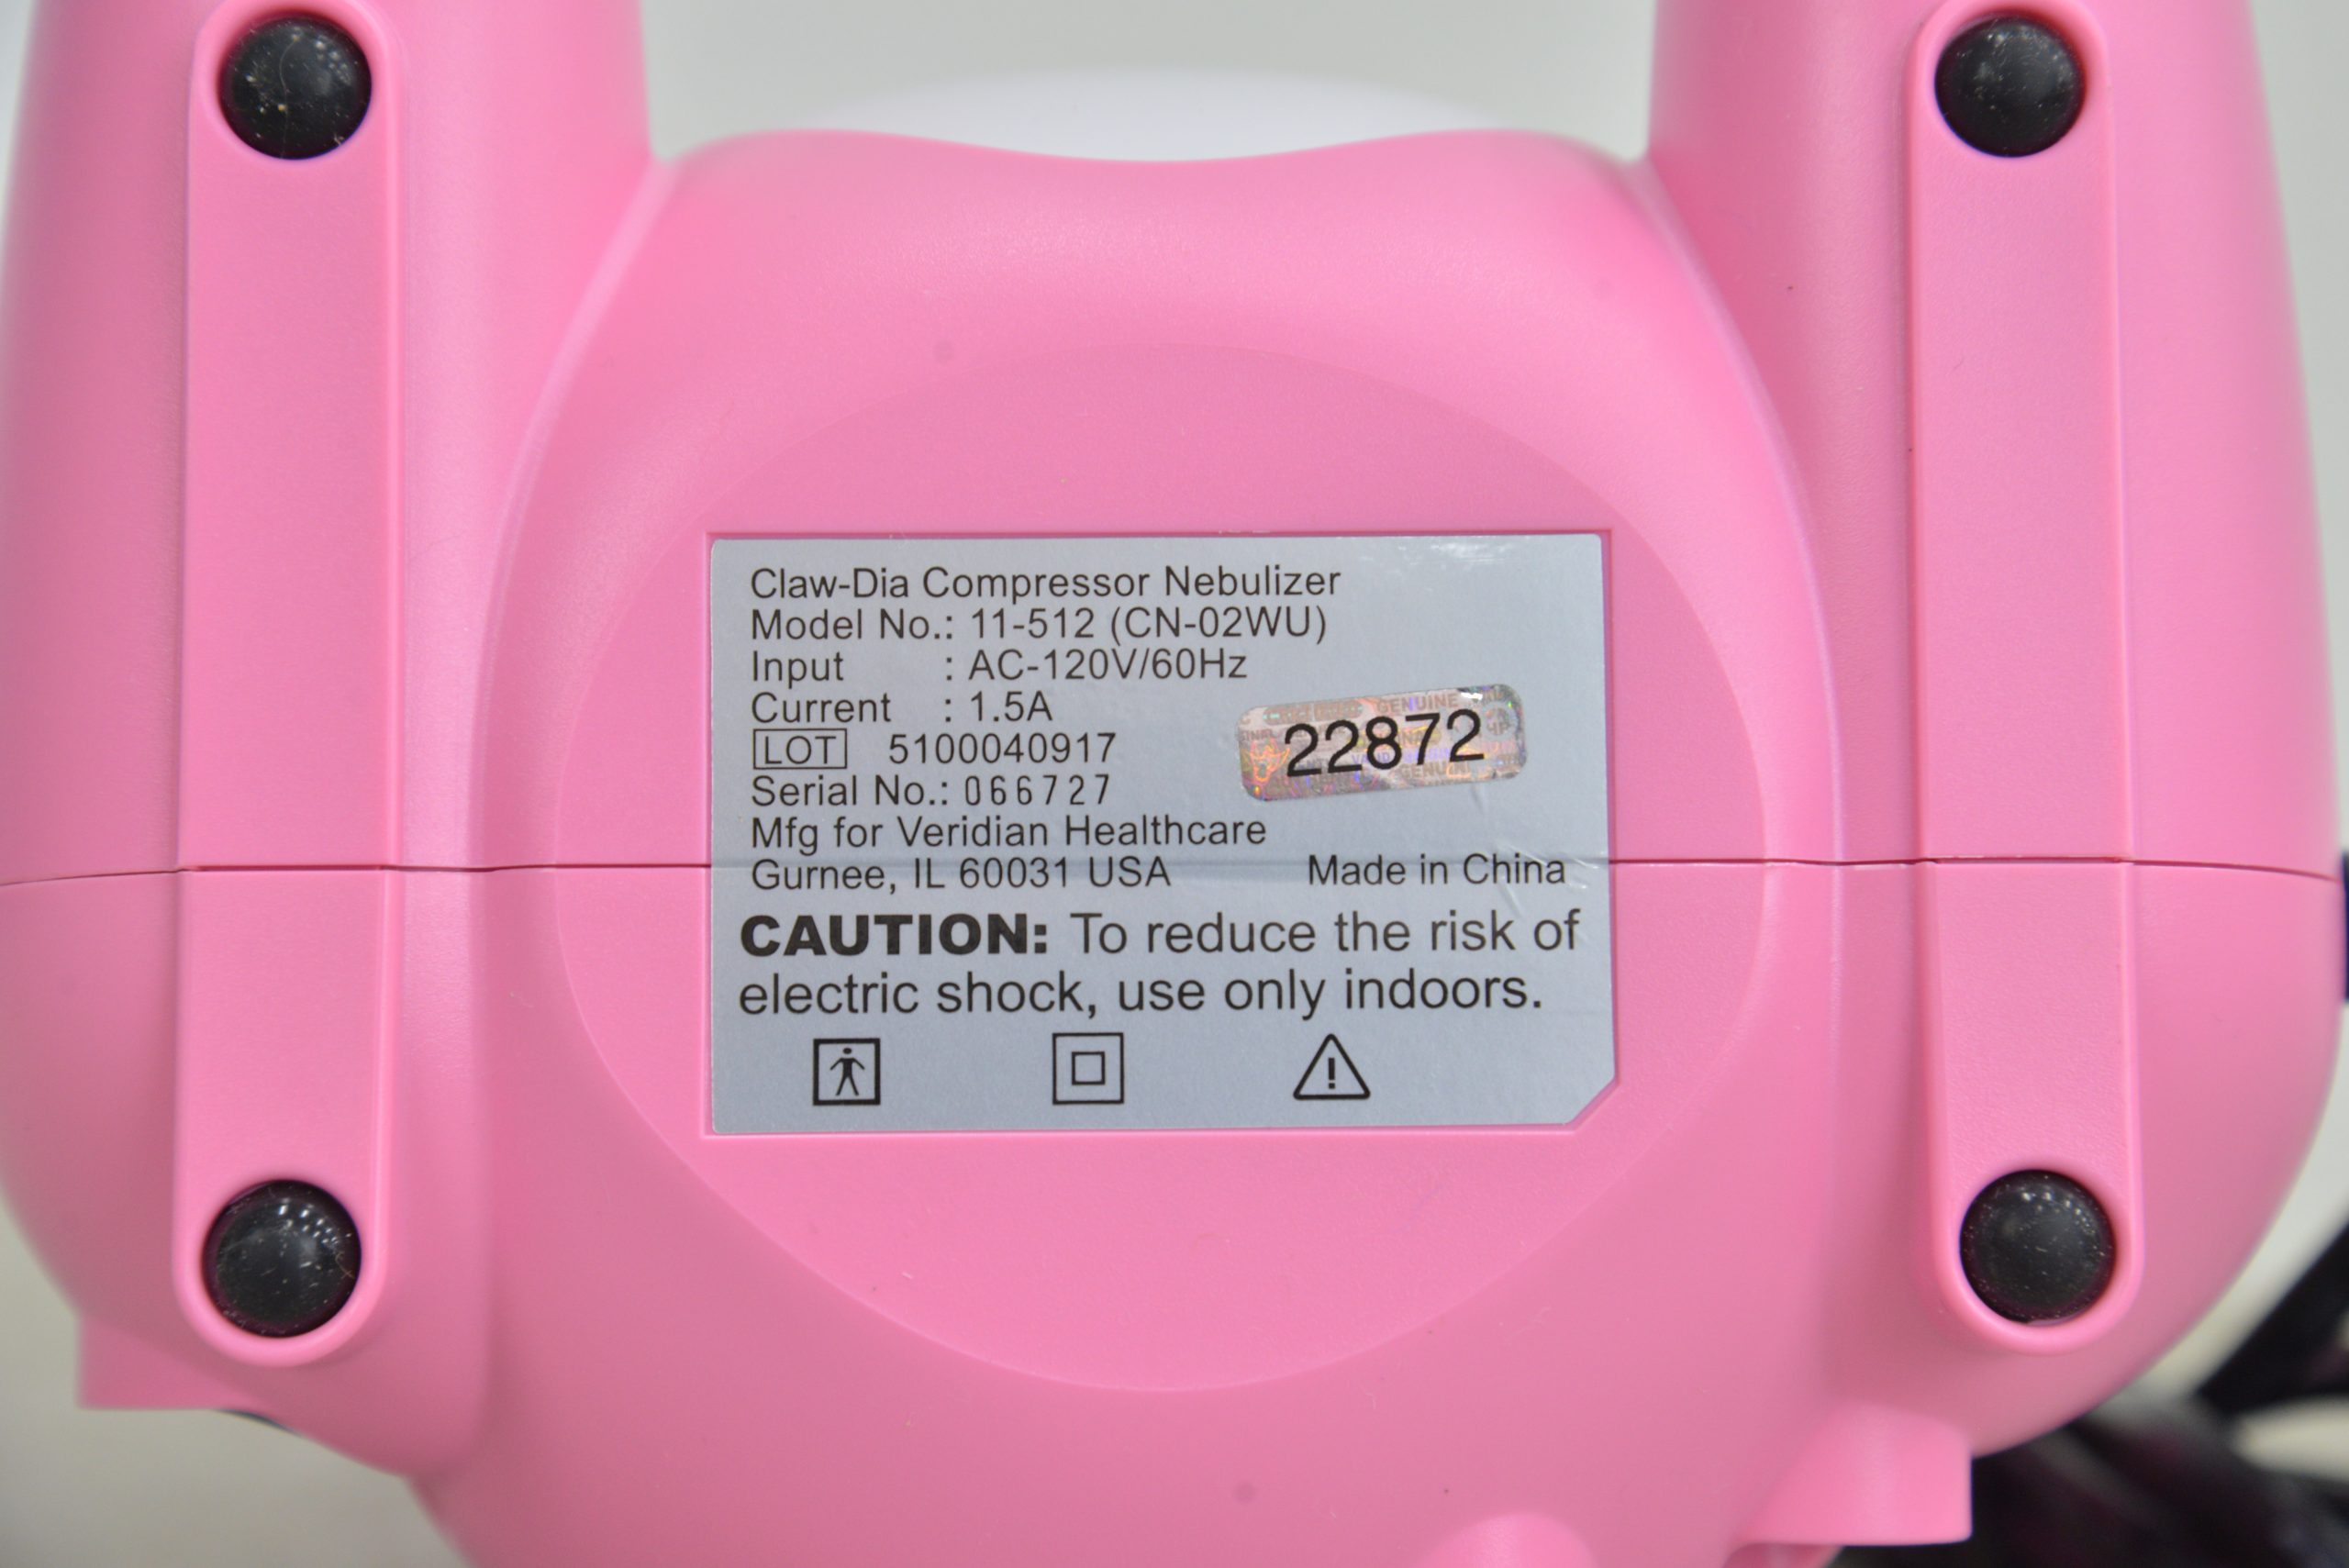 Claw-Dia Compressor Nebulizer
Model No.: 11-512 (CN-02WU)
Input : AC-120V/60Hz
Current : 1.5A
LOT 5100040917
Serial No.: 066727
Mfg for Veridian Healthcare
Gurnee, IL 60031 USA Made in China
GENUINE
22872
CAUTION: To reduce the risk of
electric shock, use only indoors.